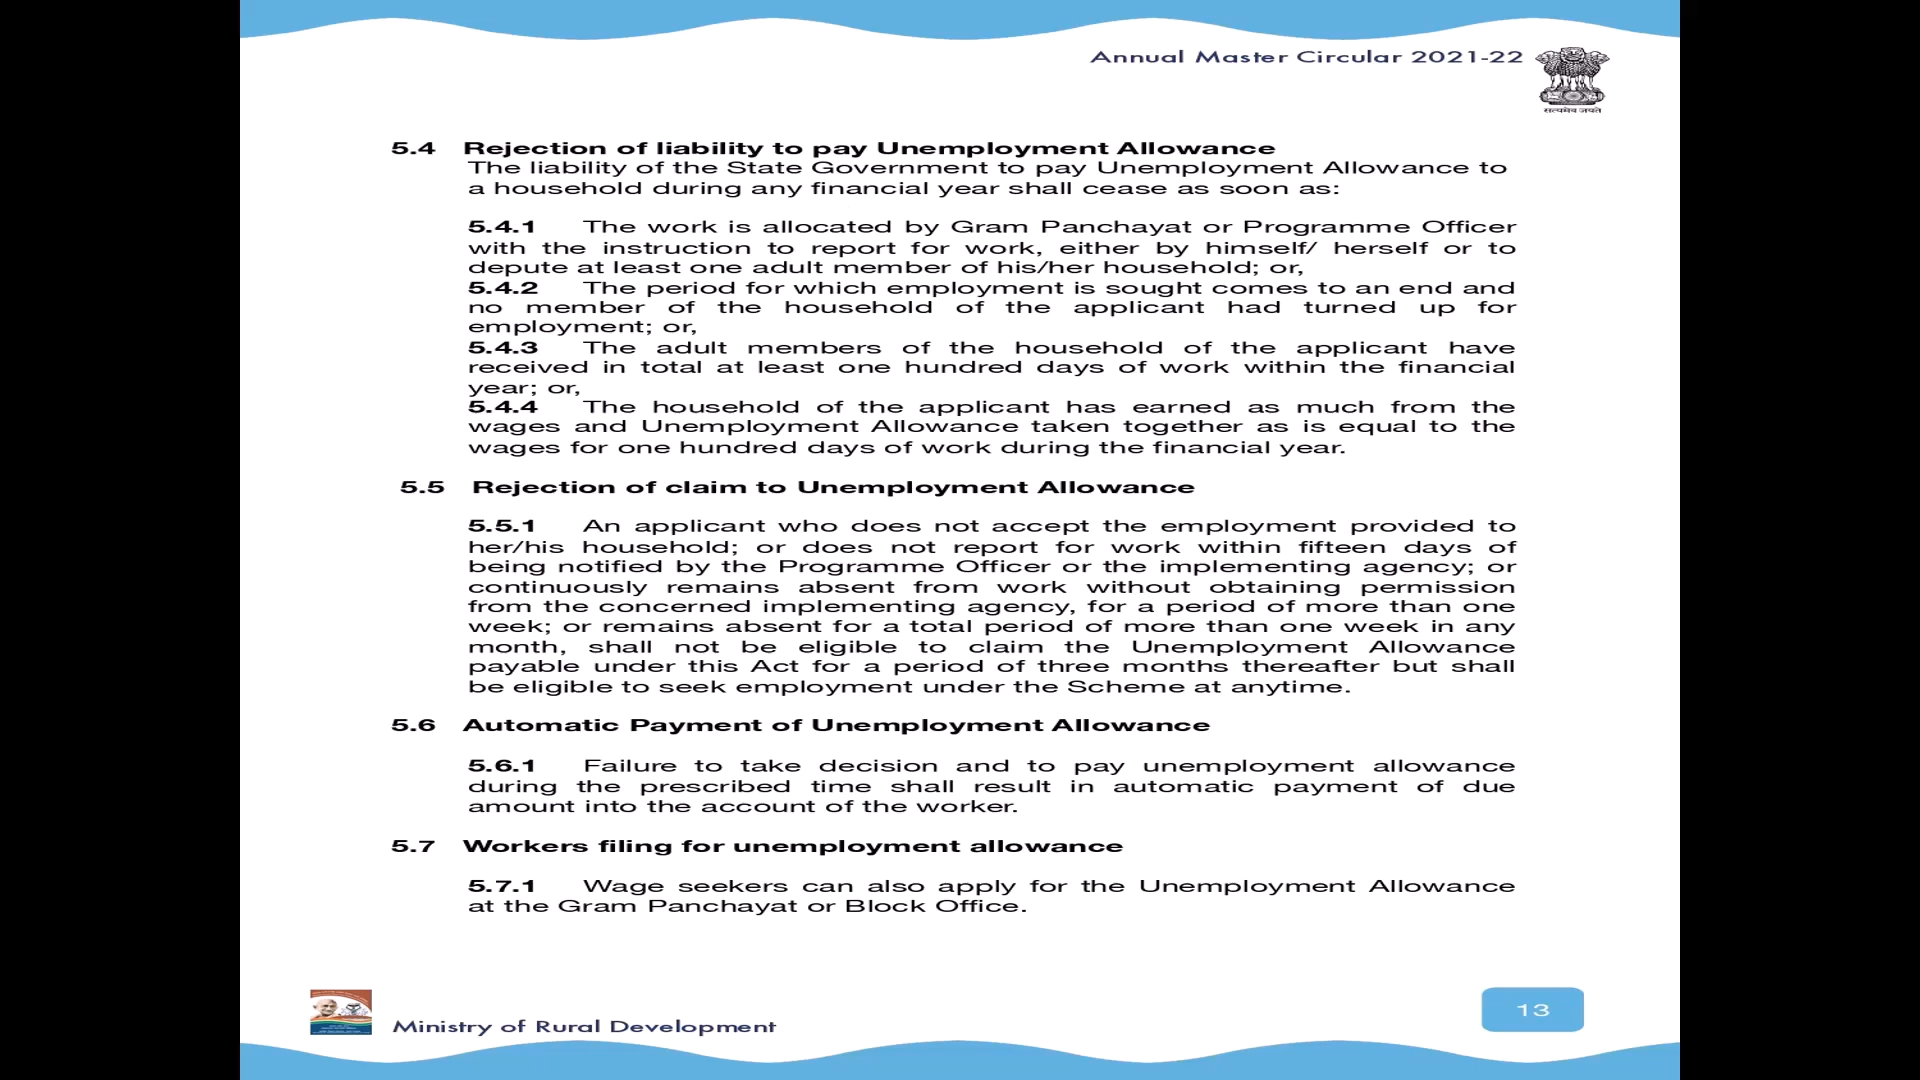 Annual Master Circular 2021-22
सत्यमेव जयते
5.4 Rejection of liability to pay Unemployment Allowance
The liability of the State Government to pay Unemployment Allowance to
a household during any financial year shall cease as soon as:
5.4.1 The work is allocated by Gram Panchayat or Programme Officer
with the instruction to report for work, either by himself/ herself or to
depute at least one adult member of his/her household; or,
5.4.2 The period for which employment is sought comes to an end and
no member of the household of the applicant had turned up for
employment; or,
5.4.3 The adult members of the household of the applicant have
received in total at least one hundred days of work within the financial
year; or,
5.4.4 The household of the applicant has earned as much from the
wages and Unemployment Allowance taken together as is equal to the
wages for one hundred days of work during the financial year.
5.5 Rejection of claim to Unemployment Allowance
5.5.1 An applicant who does not accept the employment provided to
her/his household; or does not report for work within fifteen days of
being notified by the Programme Officer or the implementing agency; or
continuously remains absent from work without obtaining permission
from the concerned implementing agency, for a period of more than one
week; or remains absent for a total period of more than one week in any
month, shall not be eligible to claim the Unemployment Allowance
payable under this Act for a period of three months thereafter but shall
be eligible to seek employment under the Scheme at anytime.
5.6 Automatic Payment of Unemployment Allowance
5.6.1 Failure to take decision and to pay unemployment allowance
during the prescribed time shall result in automatic payment of due
amount into the account of the worker.
5.7 Workers filing for unemployment allowance
5.7.1 Wage seekers can also apply for the Unemployment Allowance
at the Gram Panchayat or Block Office.
Ministry of Rural Development
13